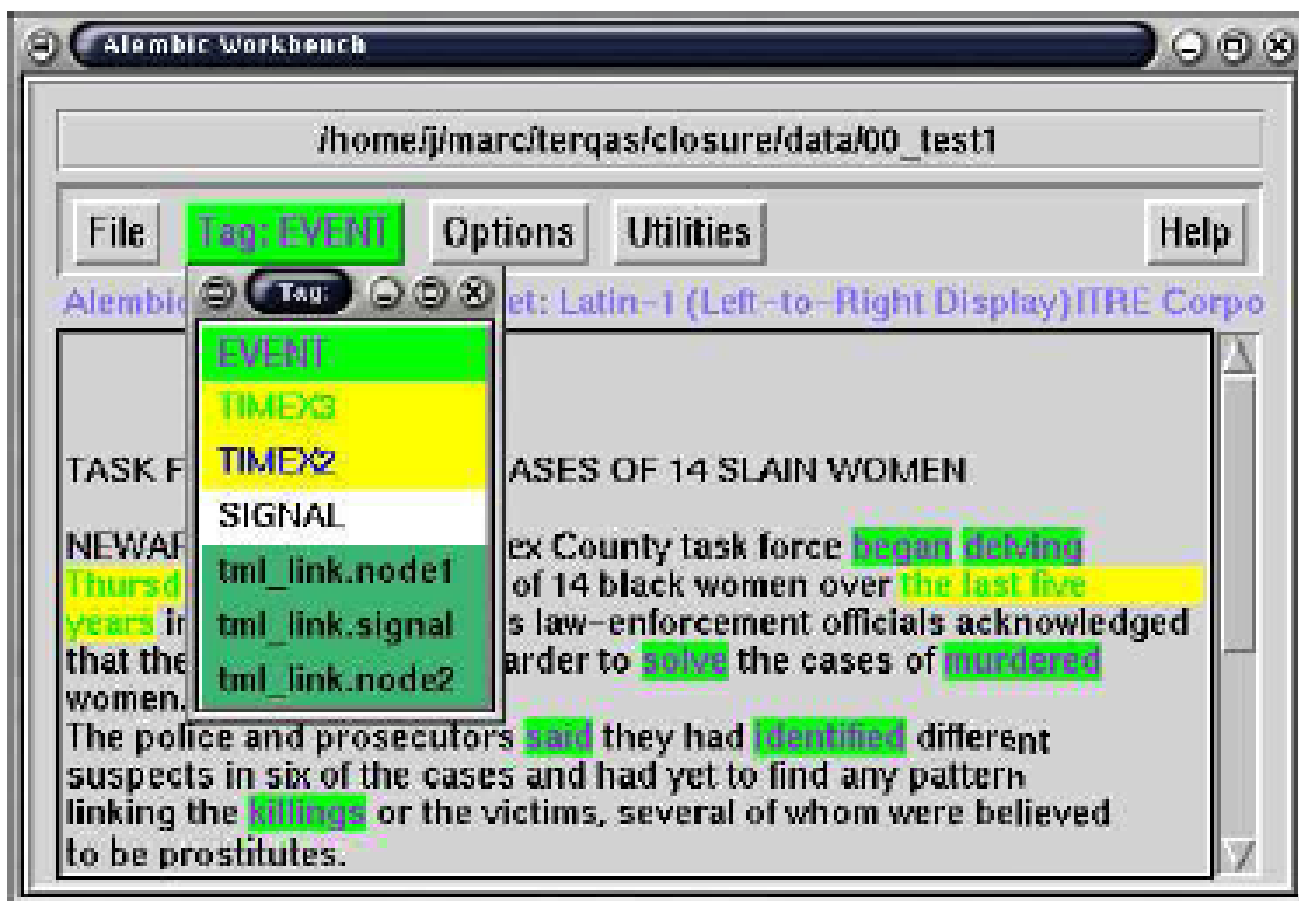 Alembic Workbench
/home/j/marc/terqas/closure/data/00_test1
File Tag: EVENT Options Utilities Help
Alembic et: Latin-1 (Left-to-Right Display)ITRE Corpo
Tag:
EVENT
TIMEX3
TIMEX2
SIGNAL
tml_link.node1
tml_link.signal
tml_link.node2
TASK F ASES OF 14 SLAIN WOMEN
NEWAR ex County task force began delving
Thursd of 14 black women over the last five
years in s law-enforcement officials acknowledged
that the arder to solve the cases of murdered
women.
The police and prosecutors said they had identified different
suspects in six of the cases and had yet to find any pattern
linking the killings or the victims, several of whom were believed
to be prostitutes.